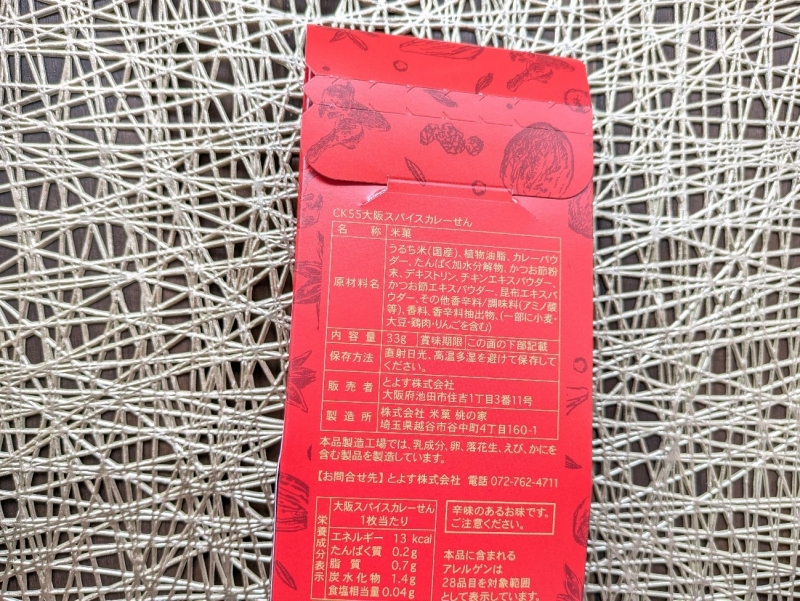 CK55大阪スパイスカレーせん
名 称 米菓
原材料名
うるち米(国産)、植物油脂、カレーパウ
ダー、たんぱく加水分解物、かつお節粉
末、デキストリン、チキンエキスパウダー、
かつお節エキスパウダー、昆布エキスパ
ウダー、その他香辛料/調味料(アミノ酸
等)、香料、香辛料抽出物、(一部に小麦・
大豆・鶏肉・りんごを含む)
内容量 33g 賞味期限 この面の下部記載
保存方法
直射日光、高温多湿を避けて保存して
ください。
販売者
とよす株式会社
大阪府池田市住吉1丁目3番11号
製造所
株式会社 米菓 桃の家
埼玉県越谷市谷中町4丁目160-1
本品製造工場では、乳成分、卵、落花生、えび、かにを
含む製品を製造しています。
【お問合せ先】とよす株式会社 電話 072-762-4711
栄養成分表示
大阪スパイスカレーせん
1枚当たり
エネルギー 13 kcal
たんぱく質 0.2g
脂 質 0.7g
炭水化物 1.4g
食塩相当量 0.04g
辛味のあるお味です。
ご注意ください。
本品に含まれる
アレルゲンは
28品目を対象範囲
として表示しています。